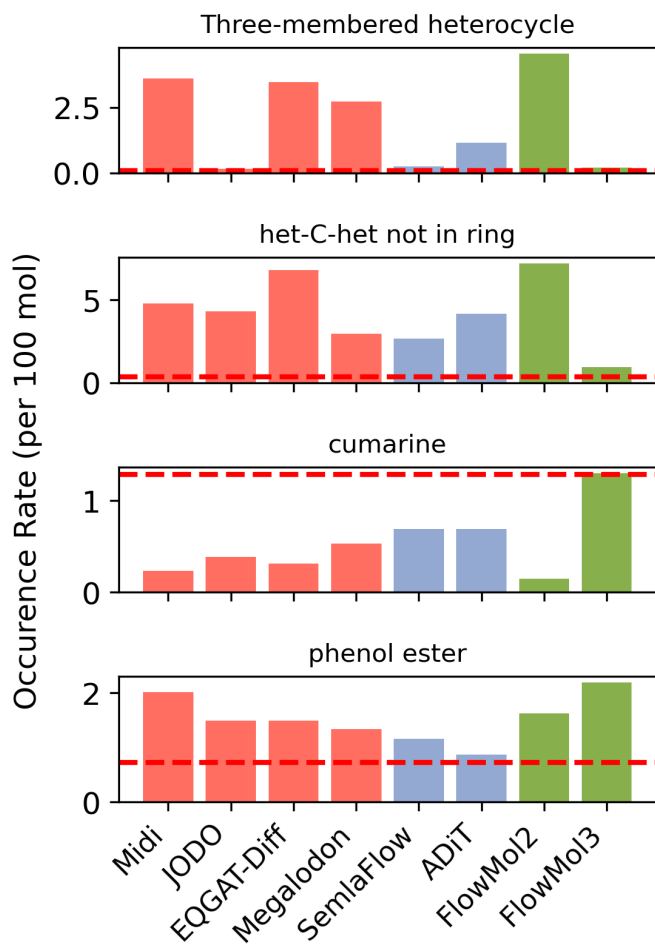 Three-membered heterocycle
2.5
0.0
het-C-het not in ring
5
0
cumarine
1
0
phenol ester
2
0
Occurence Rate (per 100 mol)
Midi
JODO
EQGAT-Diff
Megalodon
SemlaFlow
ADiT
FlowMol2
FlowMol3